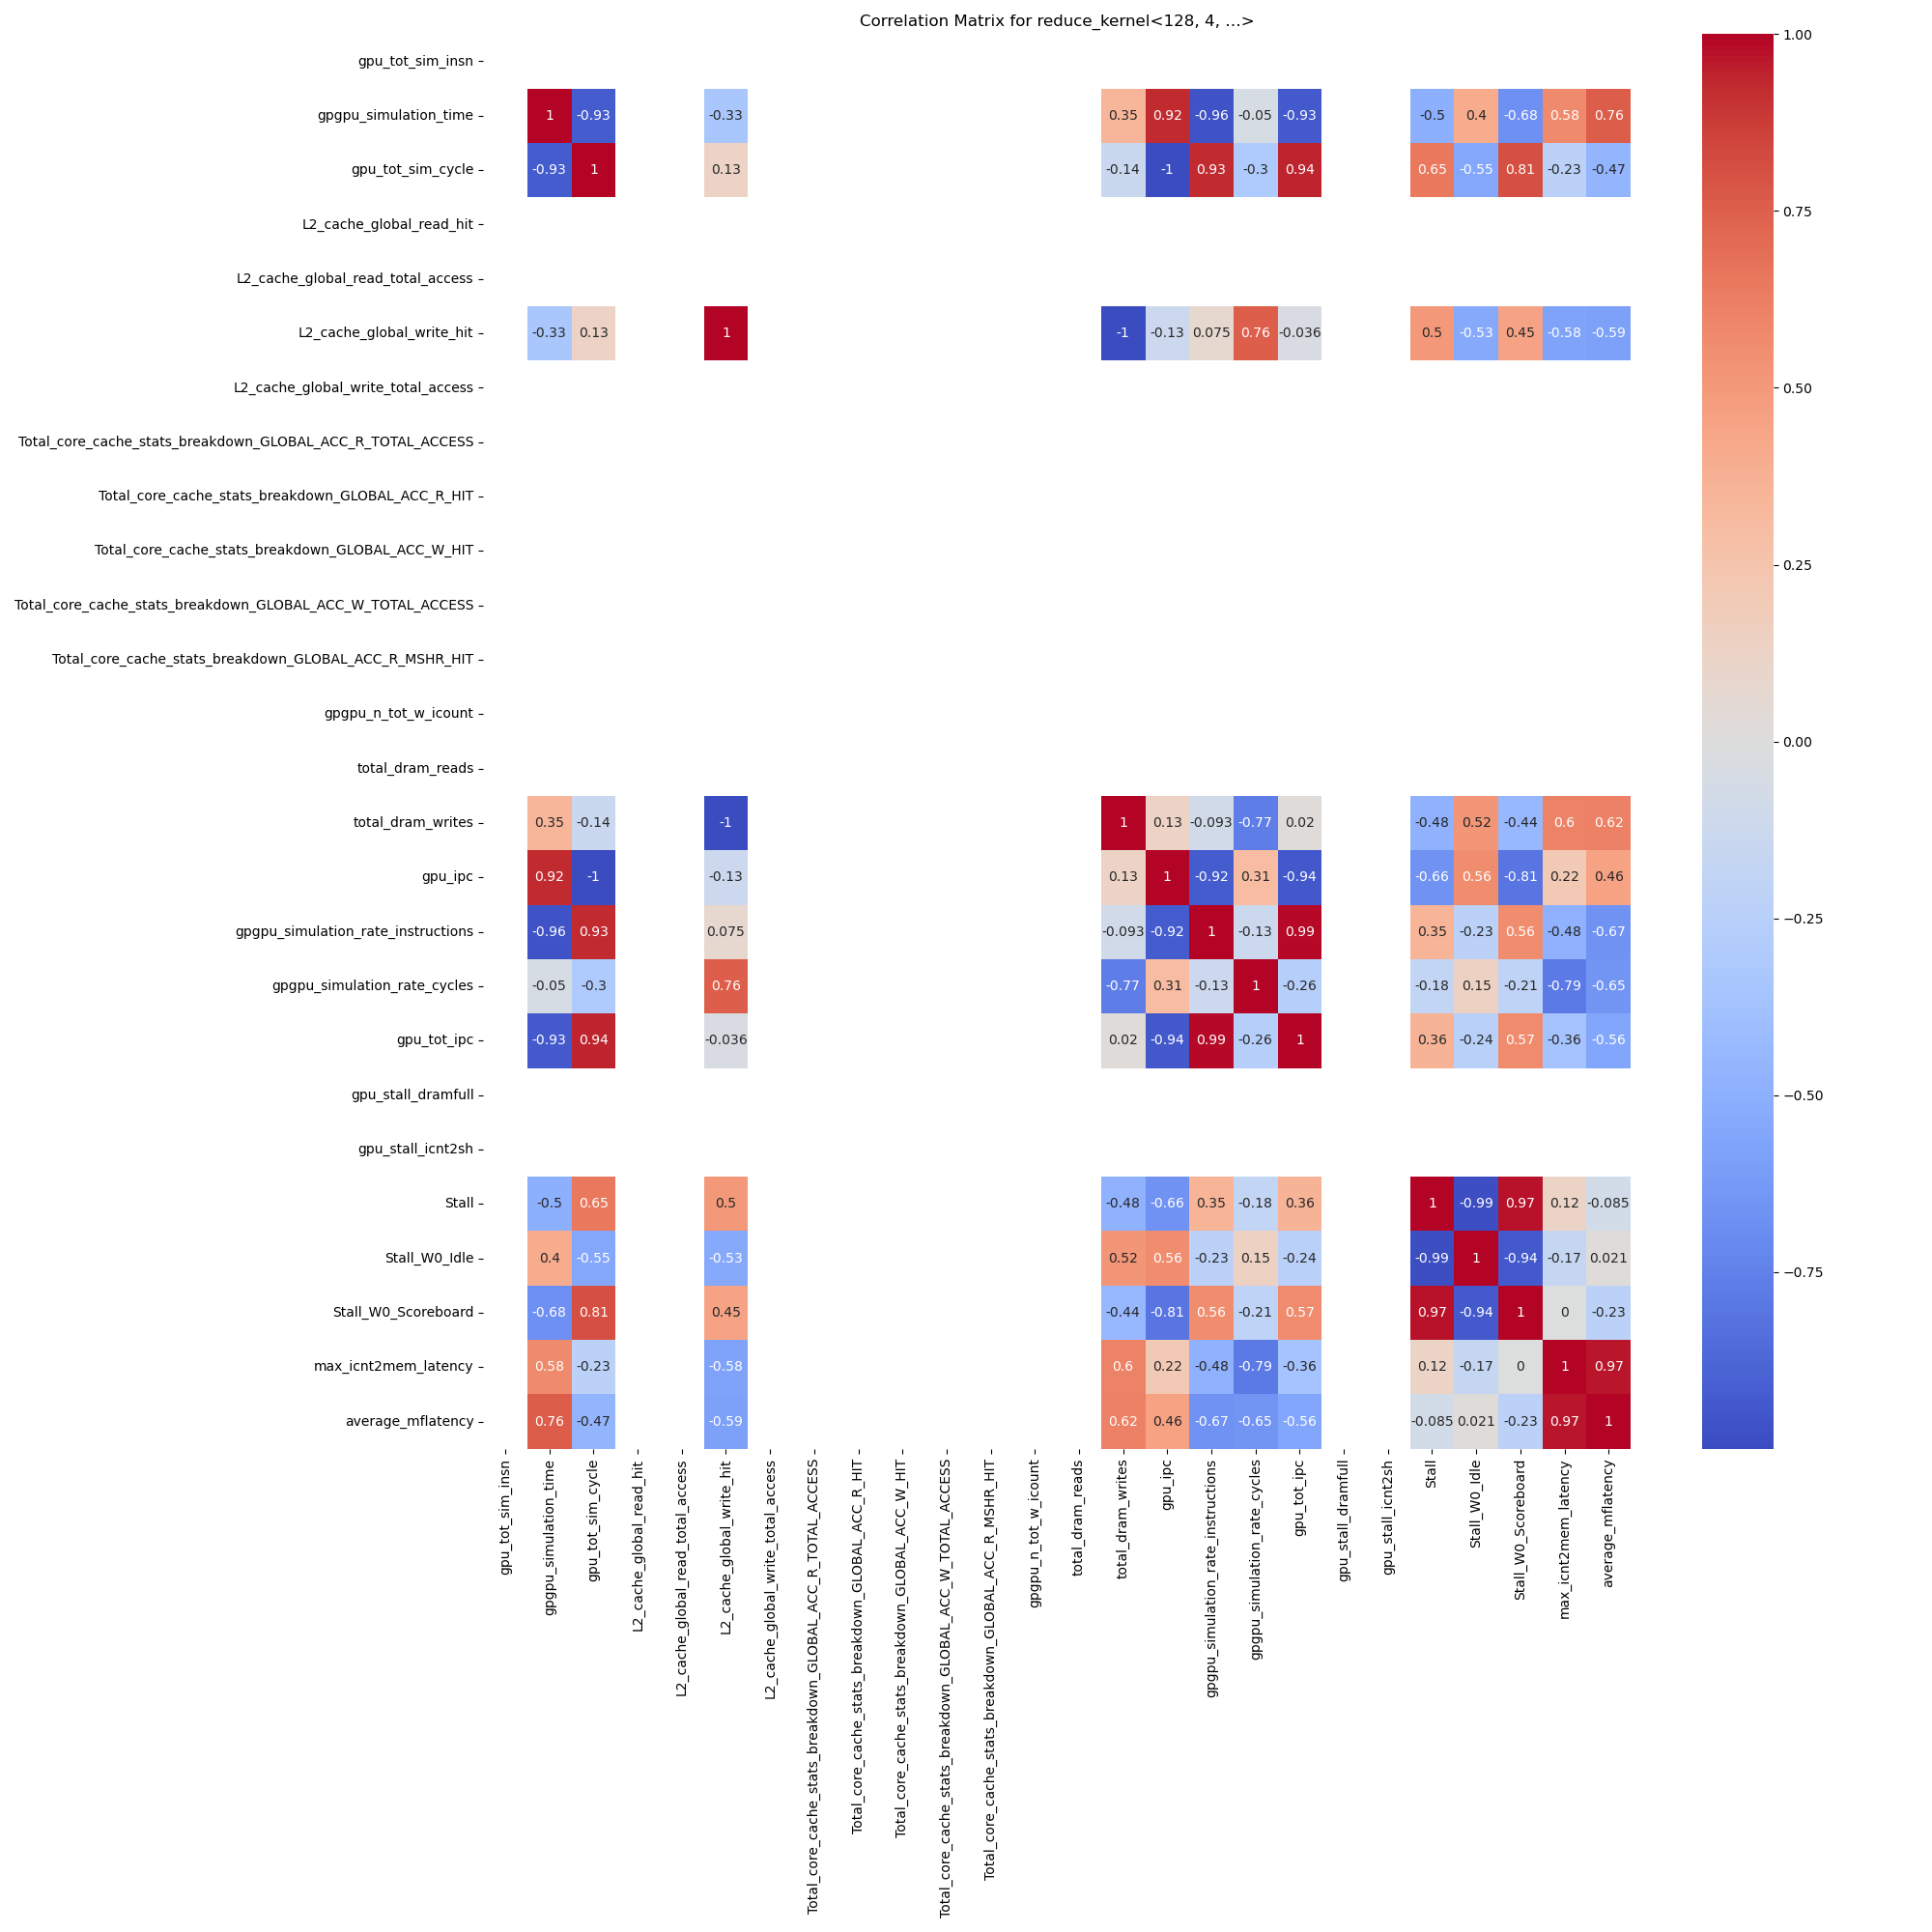 Correlation Matrix for reduce_kernel<128, 4, ...>
gpu_tot_sim_insn
gpgpu_simulation_time 1 -0.93 -0.33 0.35 0.92 -0.96 -0.05 -0.93 -0.5 0.4 -0.68 0.58 0.76
gpu_tot_sim_cycle -0.93 1 0.13 -0.14 -1 0.93 -0.3 0.94 0.65 -0.55 0.81 -0.23 -0.47
L2_cache_global_read_hit
L2_cache_global_read_total_access
L2_cache_global_write_hit -0.33 0.13 1 -1 -0.13 0.075 0.76 -0.036 0.5 -0.53 0.45 -0.58 -0.59
L2_cache_global_write_total_access
Total_core_cache_stats_breakdown_GLOBAL_ACC_R_TOTAL_ACCESS
Total_core_cache_stats_breakdown_GLOBAL_ACC_R_HIT
Total_core_cache_stats_breakdown_GLOBAL_ACC_W_HIT
Total_core_cache_stats_breakdown_GLOBAL_ACC_W_TOTAL_ACCESS
Total_core_cache_stats_breakdown_GLOBAL_ACC_R_MSHR_HIT
gpgpu_n_tot_w_icount
total_dram_reads
total_dram_writes 0.35 -0.14 -1 1 0.13 -0.093 -0.77 0.02 -0.48 0.52 -0.44 0.6 0.62
gpu_ipc 0.92 -1 -0.13 0.13 1 -0.92 0.31 -0.94 -0.66 0.56 -0.81 0.22 0.46
gpgpu_simulation_rate_instructions -0.96 0.93 0.075 -0.093 -0.92 1 -0.13 0.99 0.35 -0.23 0.56 -0.48 -0.67
gpgpu_simulation_rate_cycles -0.05 -0.3 0.76 -0.77 0.31 -0.13 1 -0.26 -0.18 0.15 -0.21 -0.79 -0.65
gpu_tot_ipc -0.93 0.94 -0.036 0.02 -0.94 0.99 -0.26 1 0.36 -0.24 0.57 -0.36 -0.56
gpu_stall_dramfull
gpu_stall_icnt2sh
Stall -0.5 0.65 0.5 -0.48 -0.66 0.35 -0.18 0.36 1 -0.99 0.97 0.12 -0.085
Stall_W0_Idle 0.4 -0.55 -0.53 0.52 0.56 -0.23 0.15 -0.24 -0.99 1 -0.94 -0.17 0.021
Stall_W0_Scoreboard -0.68 0.81 0.45 -0.44 -0.81 0.56 -0.21 0.57 0.97 -0.94 1 0 -0.23
max_icnt2mem_latency 0.58 -0.23 -0.58 0.6 0.22 -0.48 -0.79 -0.36 0.12 -0.17 0 1 0.97
average_mflatency 0.76 -0.47 -0.59 0.62 0.46 -0.67 -0.65 -0.56 -0.085 0.021 -0.23 0.97 1
gpu_tot_sim_insn
gpgpu_simulation_time
gpu_tot_sim_cycle
L2_cache_global_read_hit
L2_cache_global_read_total_access
L2_cache_global_write_hit
L2_cache_global_write_total_access
Total_core_cache_stats_breakdown_GLOBAL_ACC_R_TOTAL_ACCESS
Total_core_cache_stats_breakdown_GLOBAL_ACC_R_HIT
Total_core_cache_stats_breakdown_GLOBAL_ACC_W_HIT
Total_core_cache_stats_breakdown_GLOBAL_ACC_W_TOTAL_ACCESS
Total_core_cache_stats_breakdown_GLOBAL_ACC_R_MSHR_HIT
gpgpu_n_tot_w_icount
total_dram_reads
total_dram_writes
gpu_ipc
gpgpu_simulation_rate_instructions
gpgpu_simulation_rate_cycles
gpu_tot_ipc
gpu_stall_dramfull
gpu_stall_icnt2sh
Stall
Stall_W0_Idle
Stall_W0_Scoreboard
max_icnt2mem_latency
average_mflatency
1.00
0.75
0.50
0.25
0.00
−0.25
−0.50
−0.75